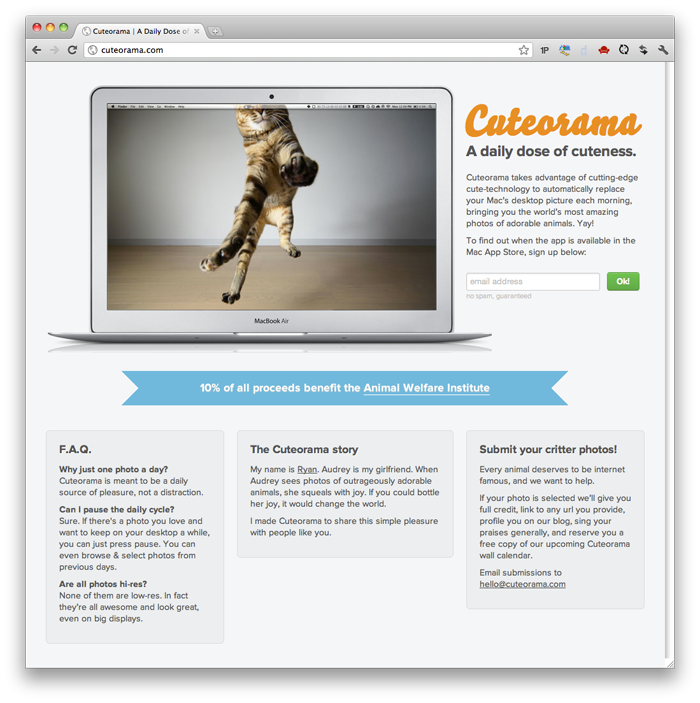 Cuteorama | A Daily Dose of
cuteorama.com
1P
Finder File Edit View Go Window Help
MacBook Air
Cuteorama
A daily dose of cuteness.
Cuteorama takes advantage of cutting-edge
cute-technology to automatically replace
your Mac's desktop picture each morning,
bringing you the world's most amazing
photos of adorable animals. Yay!
To find out when the app is available in the
Mac App Store, sign up below:
email address
Ok!
no spam, guaranteed
10% of all proceeds benefit the Animal Welfare Institute
F.A.Q.
Why just one photo a day?
Cuteorama is meant to be a daily
source of pleasure, not a distraction.
Can I pause the daily cycle?
Sure. If there's a photo you love and
want to keep on your desktop a while,
you can just press pause. You can
even browse & select photos from
previous days.
Are all photos hi-res?
None of them are low-res. In fact
they're all awesome and look great,
even on big displays.
The Cuteorama story
My name is Ryan. Audrey is my girlfriend. When
Audrey sees photos of outrageously adorable
animals, she squeals with joy. If you could bottle
her joy, it would change the world.
I made Cuteorama to share this simple pleasure
with people like you.
Submit your critter photos!
Every animal deserves to be internet
famous, and we want to help.
If your photo is selected we'll give you
full credit, link to any url you provide,
profile you on our blog, sing your
praises generally, and reserve you a
free copy of our upcoming Cuteorama
wall calendar.
Email submissions to
hello@cuteorama.com